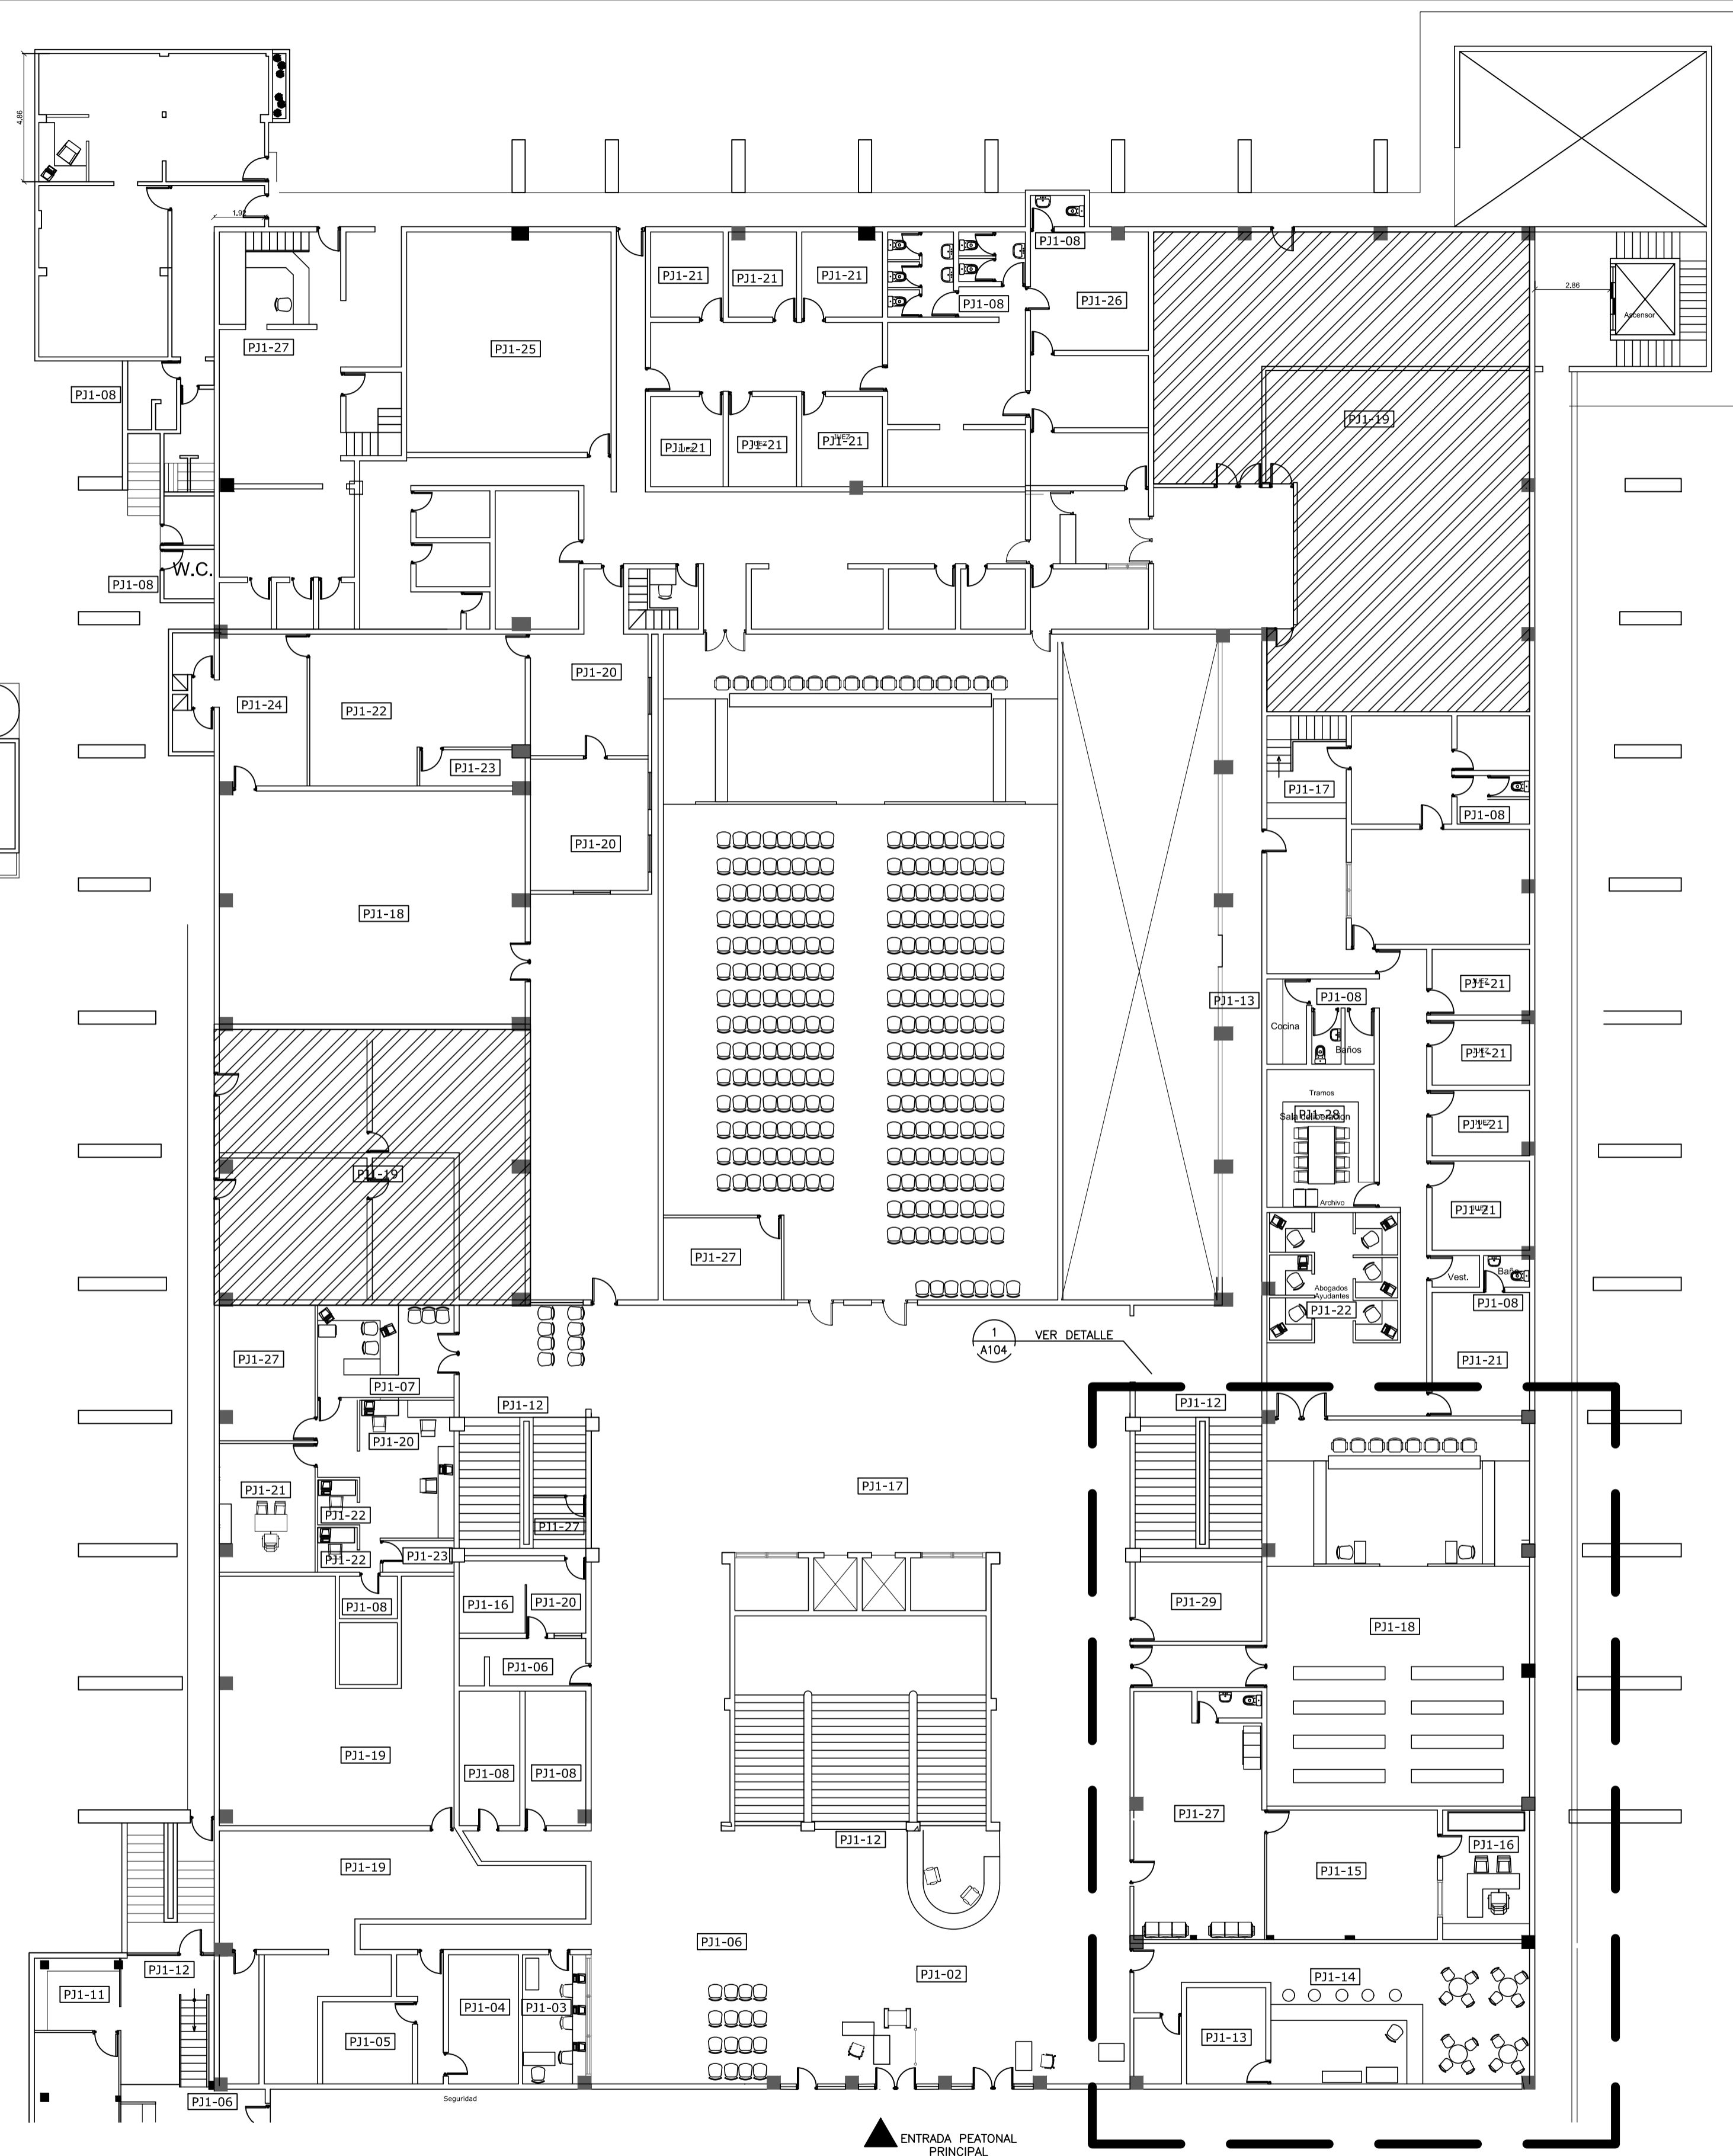 4.86
1.92
PJ1-08
PJ1-08
PJ1-21
PJ1-21
PJ1-21
PJ1-26
2.86
Ascensor
PJ1-27
PJ1-25
PJ1-08
PJ1-19
PJ1-21
PJ1-21
PJ1-21
JUEZ
W.C.
PJ1-08
PJ1-20
PJ1-24
PJ1-22
PJ1-23
PJ1-17
PJ1-08
PJ1-20
PJ1-18
PJ1-21
PJ1-13
PJ1-08
Cocina
Baños
PJ1-21
Tramos
PJ1-28
Sala deliberación
PJ1-21
PJ1-19
Archivo
PJ1-21
PJ1-27
Vest.
Baño
Abogados
Ayudantes
PJ1-22
PJ1-08
1
A104
VER DETALLE
PJ1-27
PJ1-21
PJ1-07
PJ1-12
PJ1-12
PJ1-20
PJ1-17
PJ1-21
PJ1-22
PJ1-27
PJ1-22
PJ1-23
PJ1-08
PJ1-16
PJ1-20
PJ1-29
PJ1-18
PJ1-06
PJ1-19
PJ1-08
PJ1-08
PJ1-27
PJ1-12
PJ1-16
PJ1-19
PJ1-15
PJ1-06
PJ1-12
PJ1-02
PJ1-14
PJ1-11
PJ1-04
PJ1-03
PJ1-05
PJ1-13
PJ1-06
Seguridad
ENTRADA PEATONAL
PRINCIPAL